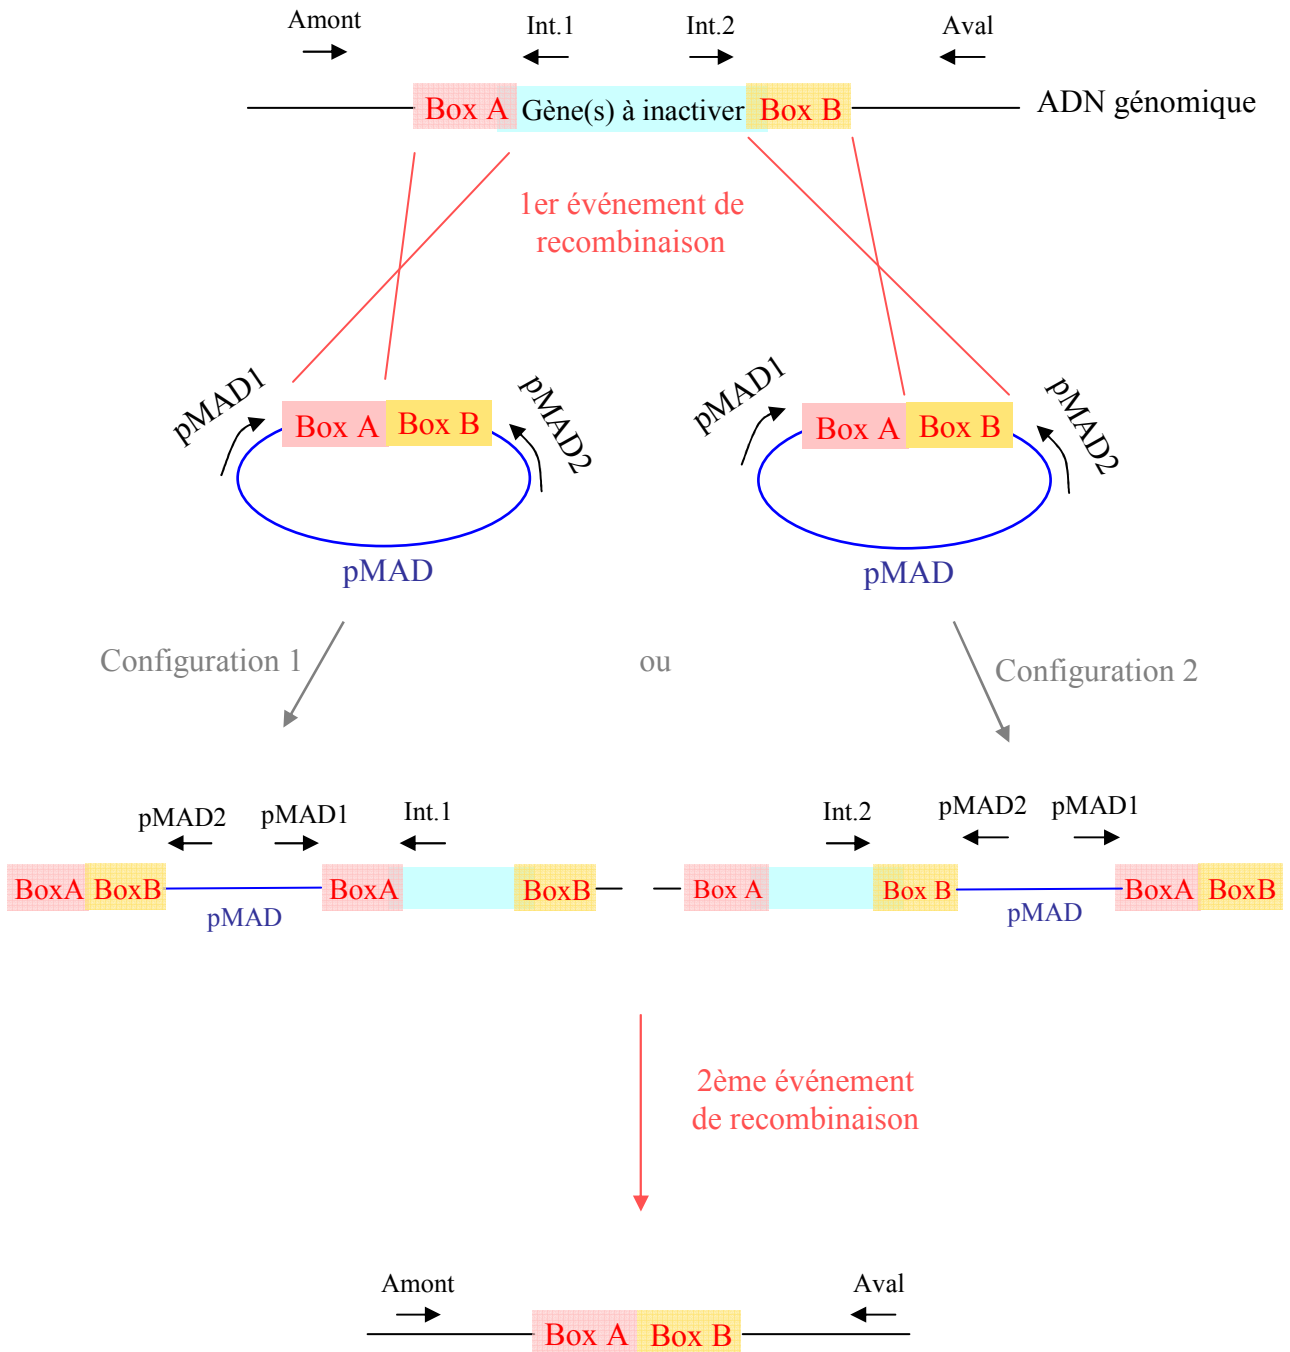 Amont
Int.1
Int.2
Aval
Box A
Gène(s) à inactiver
Box B
ADN génomique
1er événement de
recombinaison
pMAD1
Box A
Box B
pMAD2
pMAD
pMAD1
Box A
Box B
pMAD2
pMAD
Configuration 1
ou
Configuration 2
pMAD2
pMAD1
Int.1
BoxA
BoxB
pMAD
BoxA
BoxB
Int.2
pMAD2
pMAD1
Box A
Box B
pMAD
BoxA
BoxB
2ème événement
de recombinaison
Amont
Aval
Box A
Box B